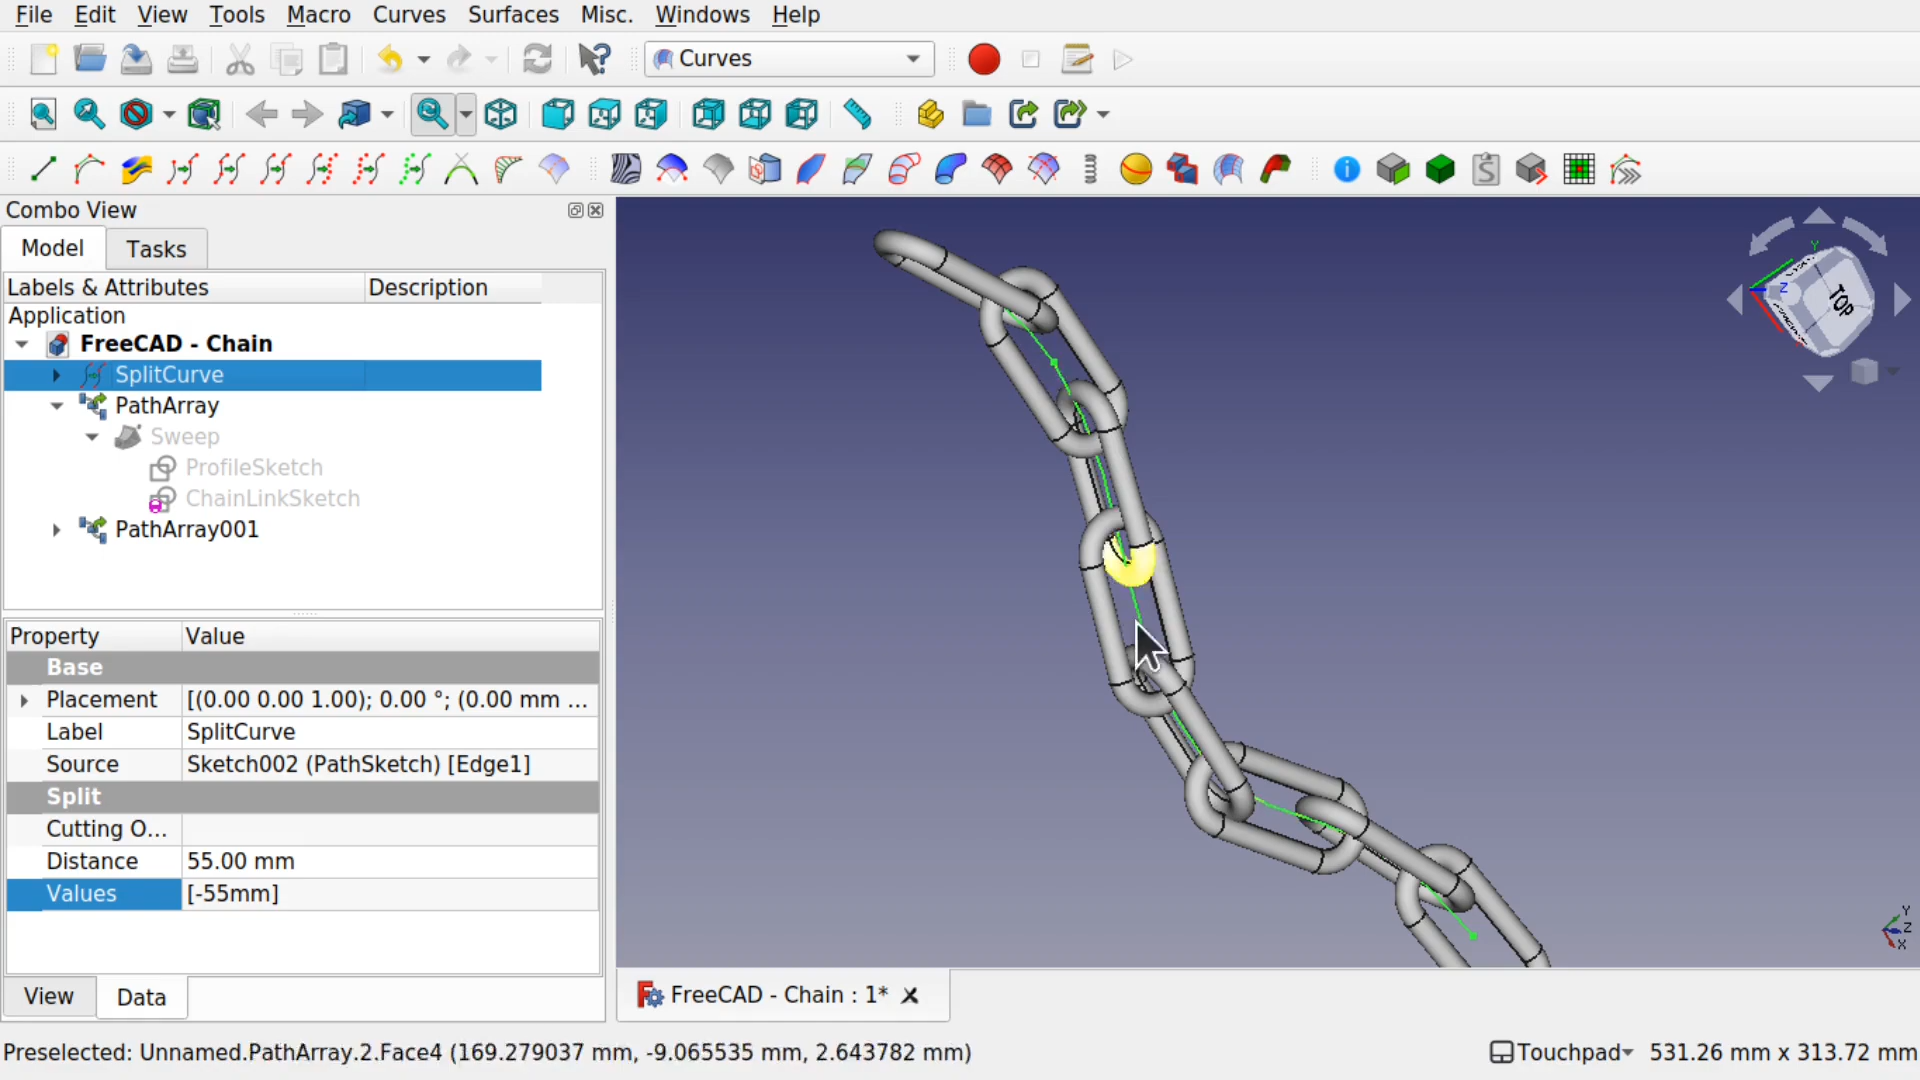 File Edit View Tools Macro Curves Surfaces Misc. Windows Help
Curves
Combo View
Model Tasks
Labels & Attributes Description
Application
FreeCAD - Chain
SplitCurve
PathArray
Sweep
ProfileSketch
ChainLinkSketch
PathArray001
Property Value
Base
Placement [(0.00 0.00 1.00); 0.00 °; (0.00 mm ...
Label SplitCurve
Source Sketch002 (PathSketch) [Edge1]
Split
Cutting O...
Distance 55.00 mm
Values [-55mm]
View Data
Y
Z
TOP
Y
Z
X
FreeCAD - Chain : 1*
Preselected: Unnamed.PathArray.2.Face4 (169.279037 mm, -9.065535 mm, 2.643782 mm)
Touchpad 531.26 mm x 313.72 mm